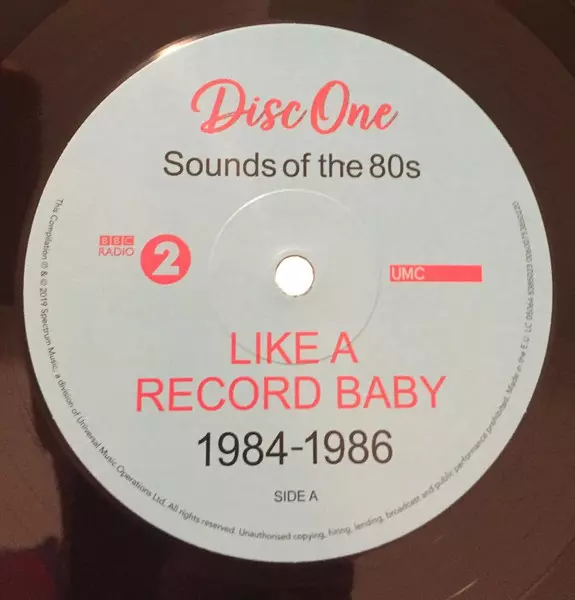 Disc One
Sounds of the 80s
BBC
RADIO
2
UMC
LIKE A
RECORD BABY
1984-1986
SIDE A
This Compilation ℗ & © 2019 Spectrum Music, a division of Universal Music Operations Ltd. All rights reserved. Unauthorised copying, hiring, lending, broadcast and public performance prohibited. Made in the E.U. LC 05064